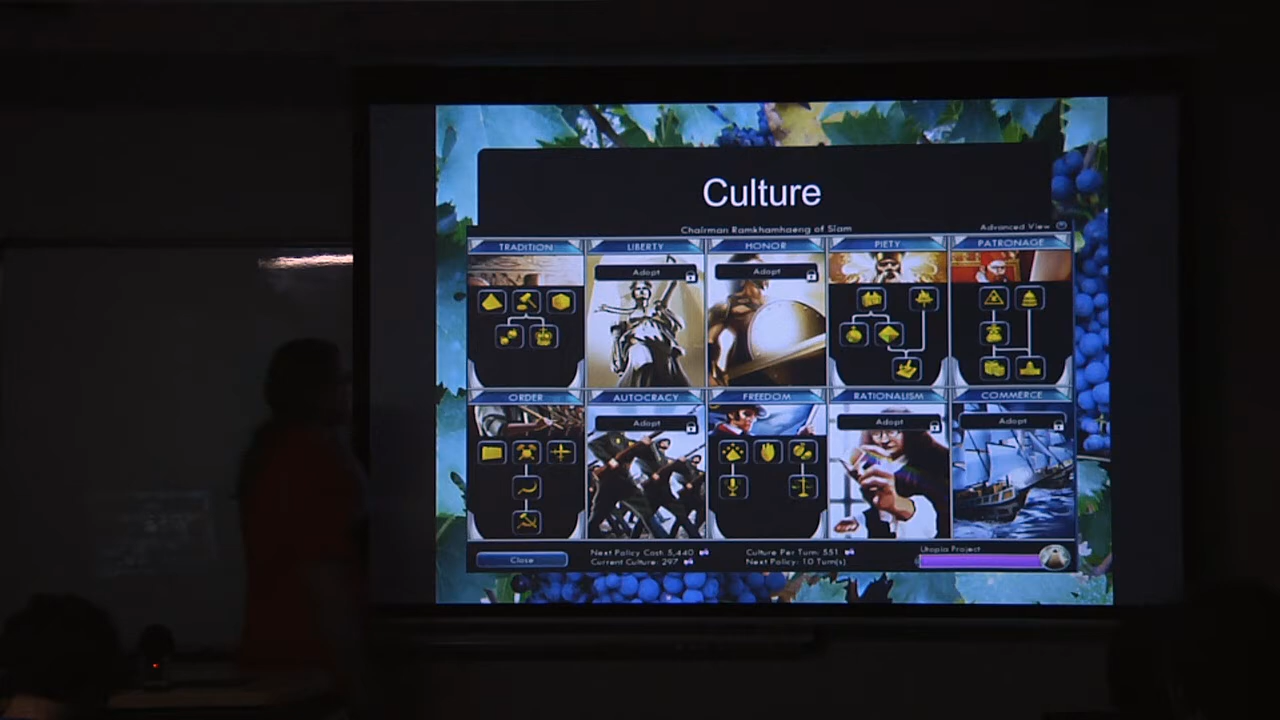 Culture
Chairman Ramkhamhaeng of Siam
Advanced View
TRADITION
LIBERTY
HONOR
PIETY
PATRONAGE
Adopt
Adopt
ORDER
AUTOCRACY
FREEDOM
RATIONALISM
COMMERCE
Adopt
Adopt
Adopt
Close
Next Policy Cost: 5,440
Culture Per Turn: 551
Utopia Project
Current Culture: 297
Next Policy: 10 Turn(s)